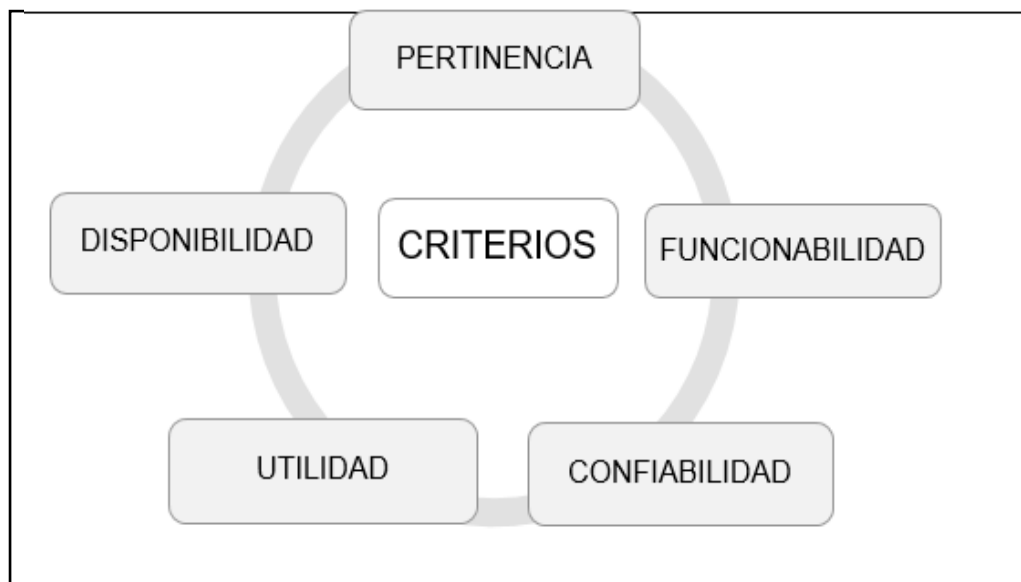 PERTINENCIA
DISPONIBILIDAD
CRITERIOS
FUNCIONABILIDAD
UTILIDAD
CONFIABILIDAD